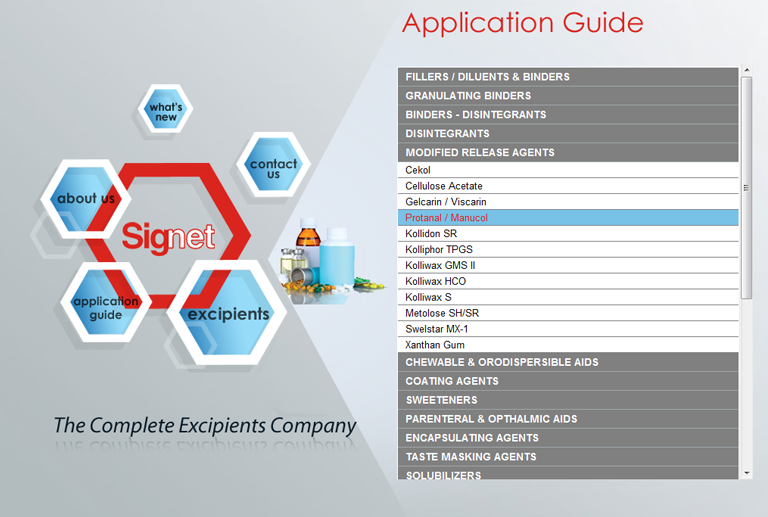 Application Guide
what's
new
contact
us
about us
Signet
application
guide
excipients
The Complete Excipients Company
FILLERS / DILUENTS & BINDERS
GRANULATING BINDERS
BINDERS - DISINTEGRANTS
DISINTEGRANTS
MODIFIED RELEASE AGENTS
Cekol
Cellulose Acetate
Gelcarin / Viscarin
Protanal / Manucol
Kollidon SR
Kolliphor TPGS
Kolliwax GMS II
Kolliwax HCO
Kolliwax S
Metolose SH/SR
Swelstar MX-1
Xanthan Gum
CHEWABLE & ORODISPERSIBLE AIDS
COATING AGENTS
SWEETENERS
PARENTERAL & OPTHALMIC AIDS
ENCAPSULATING AGENTS
TASTE MASKING AGENTS
SOLUBILIZERS